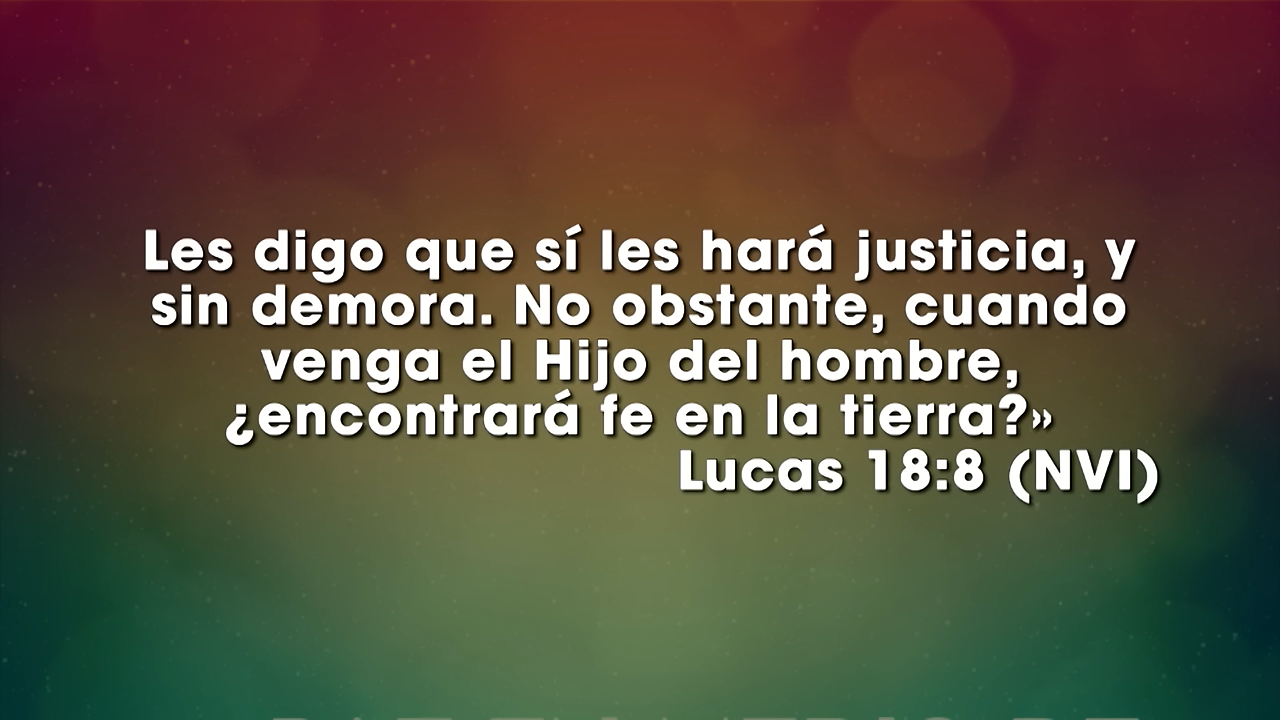 Les digo que sí les hará justicia, y
sin demora. No obstante, cuando
venga el Hijo del hombre,
¿encontrará fe en la tierra?»
Lucas 18:8 (NVI)